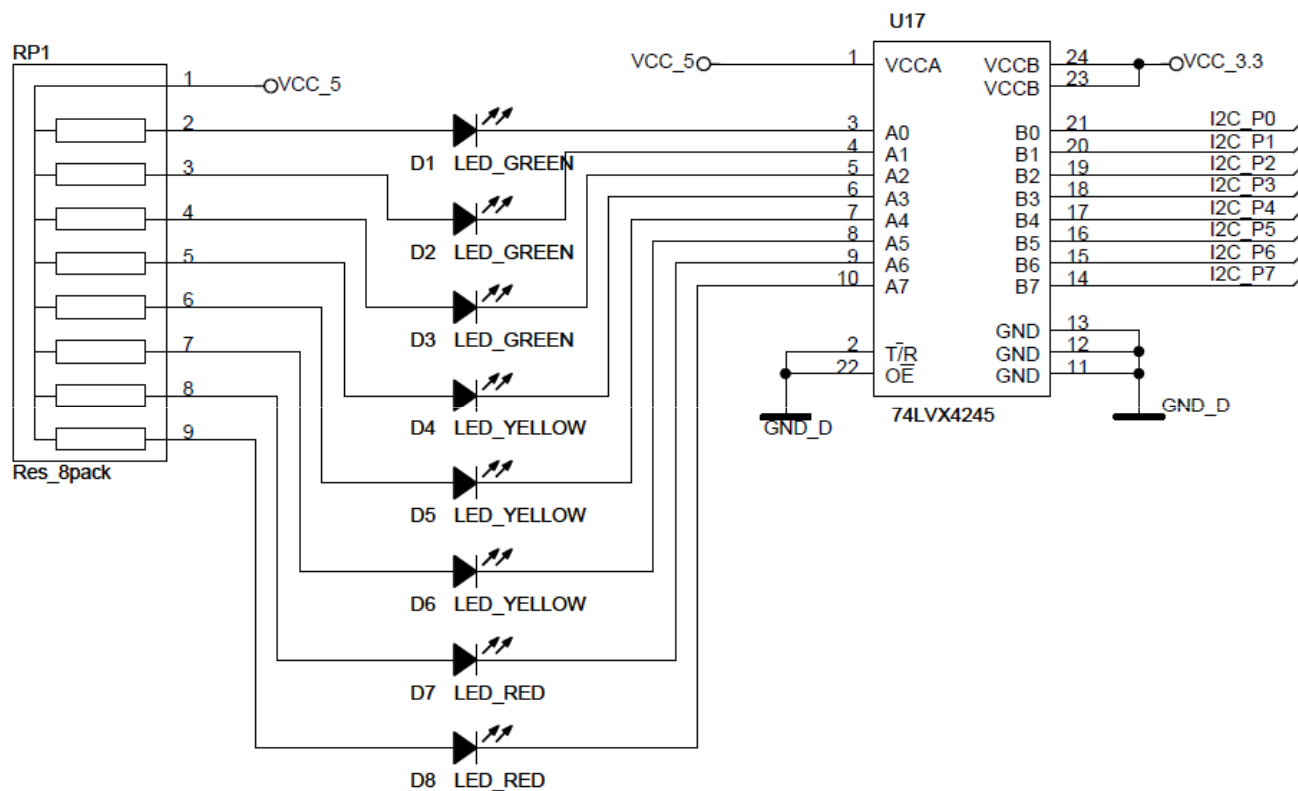 U17
RP1
1 VCC_5
2
3
4
5
6
7
8
9
Res_8pack
D1 LED_GREEN
D2 LED_GREEN
D3 LED_GREEN
D4 LED_YELLOW
D5 LED_YELLOW
D6 LED_YELLOW
D7 LED_RED
D8 LED_RED
VCC_5 1 VCCA VCCB 24 VCC_3.3
VCCB 23
3 A0 B0 21 I2C_P0
4 A1 B1 20 I2C_P1
5 A2 B2 19 I2C_P2
6 A3 B3 18 I2C_P3
7 A4 B4 17 I2C_P4
8 A5 B5 16 I2C_P5
9 A6 B6 15 I2C_P6
10 A7 B7 14 I2C_P7
GND 13
2 T̅/R GND 12
22 OE̅ GND 11
GND_D
74LVX4245
GND_D